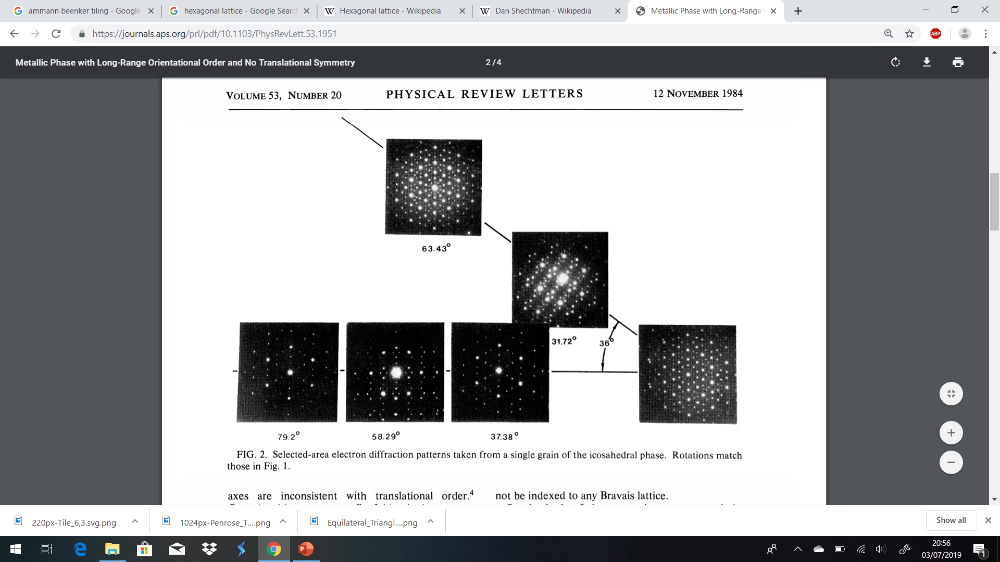 ammann beenker tiling - Google
hexagonal lattice - Google Searc
Hexagonal lattice - Wikipedia
Dan Shechtman - Wikipedia
Metallic Phase with Long-Range
https://journals.aps.org/prl/pdf/10.1103/PhysRevLett.53.1951
ABP
Metallic Phase with Long-Range Orientational Order and No Translational Symmetry
2 / 4
VOLUME 53, NUMBER 20
PHYSICAL REVIEW LETTERS
12 NOVEMBER 1984
63.43°
31.72°
36°
79.2°
58.29°
37.38°
FIG. 2. Selected-area electron diffraction patterns taken from a single grain of the icosahedral phase. Rotations match
those in Fig. 1.
axes are inconsistent with translational order.4
not be indexed to any Bravais lattice.
220px-Tile_6,3.svg.png
1024px-Penrose_T....png
Equilateral_Triangl....png
Show all
20:56
03/07/2019
1